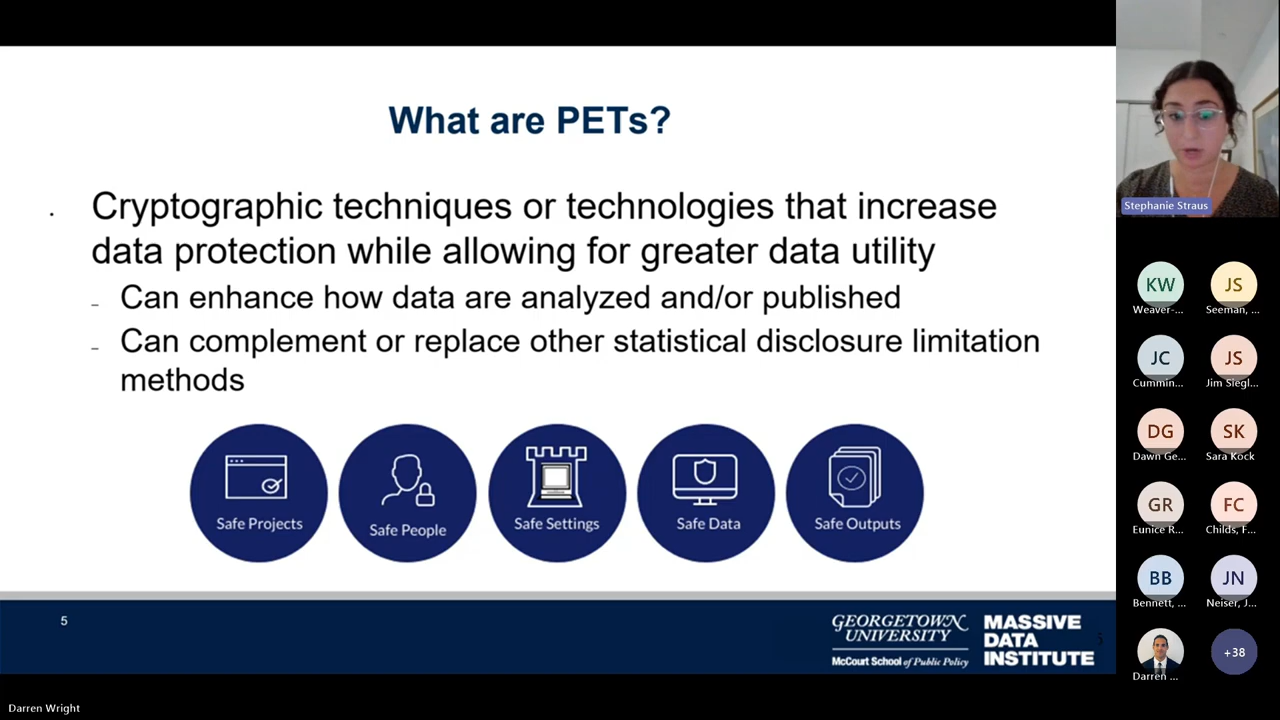 What are PETs?
Cryptographic techniques or technologies that increase
data protection while allowing for greater data utility
Can enhance how data are analyzed and/or published
Can complement or replace other statistical disclosure limitation
methods
Safe Projects
Safe People
Safe Settings
Safe Data
Safe Outputs
5
GEORGETOWN
UNIVERSITY
McCourt School of Public Policy
MASSIVE
DATA
INSTITUTE
Stephanie Straus
KW
Weaver-...
JS
Seeman, ...
JC
Cummin...
JS
Jim Siegl...
DG
Dawn Ge...
SK
Sara Kock
GR
Eunice R...
FC
Childs, F...
BB
Bennett, ...
JN
Neiser, J...
Darren ...
+38
Darren Wright